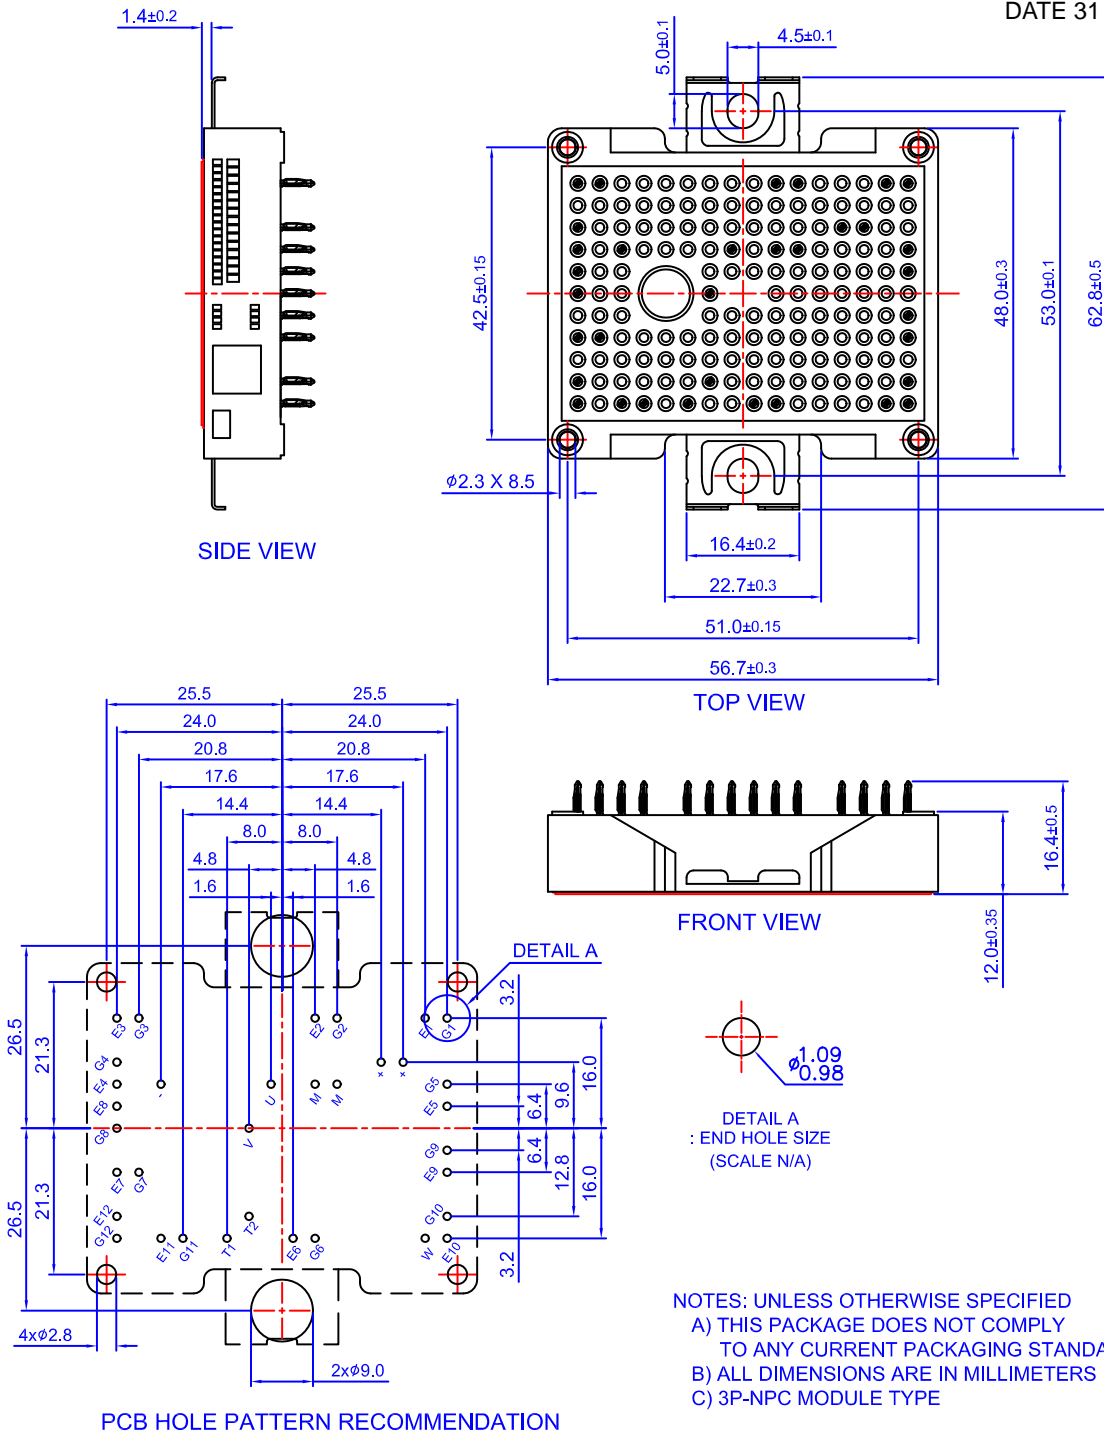 DATE 31
1.4±0.2
5.0±0.1
4.5±0.1
42.5±0.15
48.0±0.3
53.0±0.1
62.8±0.5
ø2.3 X 8.5
16.4±0.2
22.7±0.3
51.0±0.15
56.7±0.3
SIDE VIEW
TOP VIEW
25.5
25.5
24.0
24.0
20.8
20.8
17.6
17.6
14.4
14.4
8.0
8.0
4.8
4.8
1.6
1.6
16.4±0.5
12.0±0.35
FRONT VIEW
DETAIL A
3.2
26.5
21.3
E3
G3
E2
G2
E1
G1
G4
+
+
E4
-
U
M
M
G5
E8
E5
G8
V
6.4
9.6
16.0
G9
E7
G7
E9
6.4
12.8
16.0
E12
T2
G10
G12
E11
G11
T1
E6
G6
W
E10
26.5
21.3
3.2
4xø2.8
2xø9.0
PCB HOLE PATTERN RECOMMENDATION
ø1.09
0.98
DETAIL A
: END HOLE SIZE
(SCALE N/A)
NOTES: UNLESS OTHERWISE SPECIFIED
A) THIS PACKAGE DOES NOT COMPLY
TO ANY CURRENT PACKAGING STANDA
B) ALL DIMENSIONS ARE IN MILLIMETERS
C) 3P-NPC MODULE TYPE